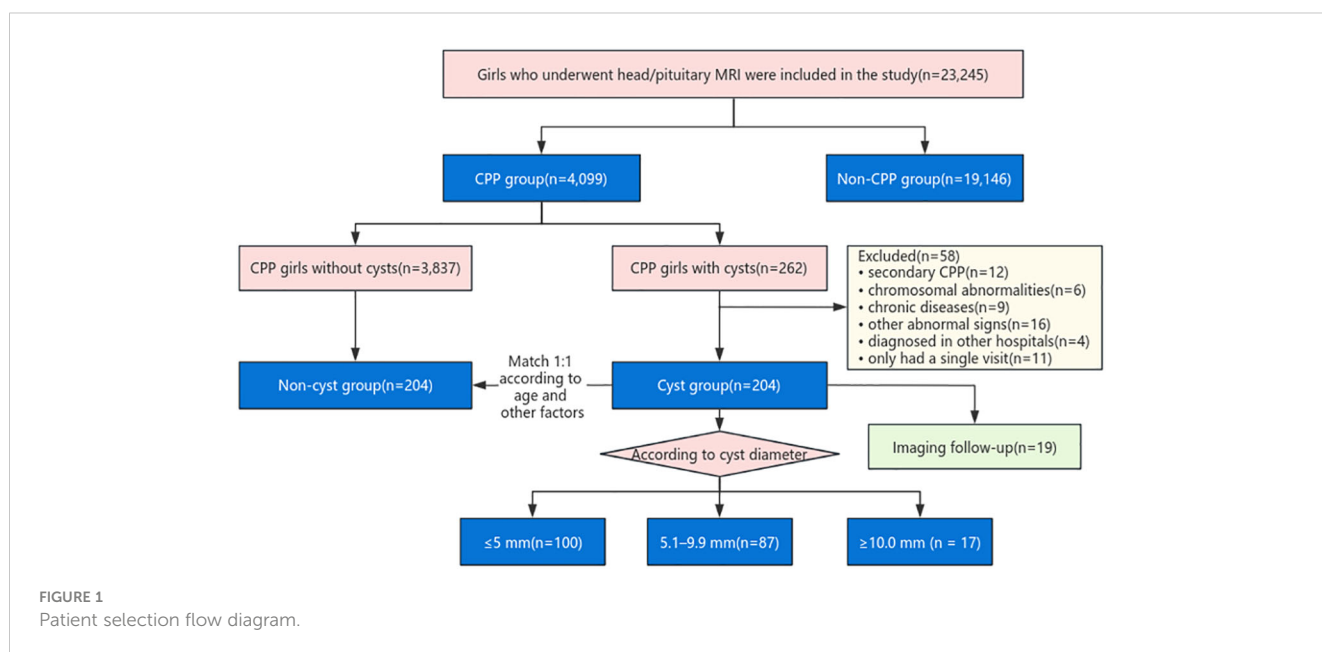 Girls who underwent head/pituitary MRI were included in the study(n=23,245)
CPP group(n=4,099)
Non-CPP group(n=19,146)
CPP girls without cysts(n=3,837)
CPP girls with cysts(n=262)
Excluded(n=58)
• secondary CPP(n=12)
• chromosomal abnormalities(n=6)
• chronic diseases(n=9)
• other abnormal signs(n=16)
• diagnosed in other hospitals(n=4)
• only had a single visit(n=11)
Non-cyst group(n=204)
Match 1:1
according to
age and
other factors
Cyst group(n=204)
According to cyst diameter
Imaging follow-up(n=19)
≤5 mm(n=100)
5.1–9.9 mm(n=87)
≥10.0 mm (n = 17)
FIGURE 1
Patient selection flow diagram.